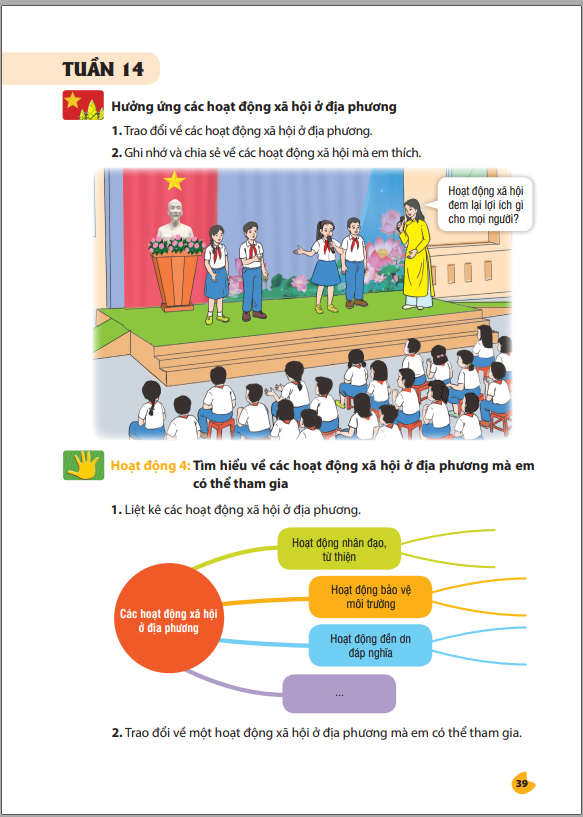 TUẦN 14
Hưởng ứng các hoạt động xã hội ở địa phương
1. Trao đổi về các hoạt động xã hội ở địa phương.
2. Ghi nhớ và chia sẻ về các hoạt động xã hội mà em thích.
Hoạt động xã hội
đem lại lợi ích gì
cho mọi người?
Hoạt động 4: Tìm hiểu về các hoạt động xã hội ở địa phương mà em
có thể tham gia
1. Liệt kê các hoạt động xã hội ở địa phương.
Hoạt động nhân đạo,
từ thiện
Hoạt động bảo vệ
môi trường
Các hoạt động xã hội
ở địa phương
Hoạt động đền ơn
đáp nghĩa
...
2. Trao đổi về một hoạt động xã hội ở địa phương mà em có thể tham gia.
39